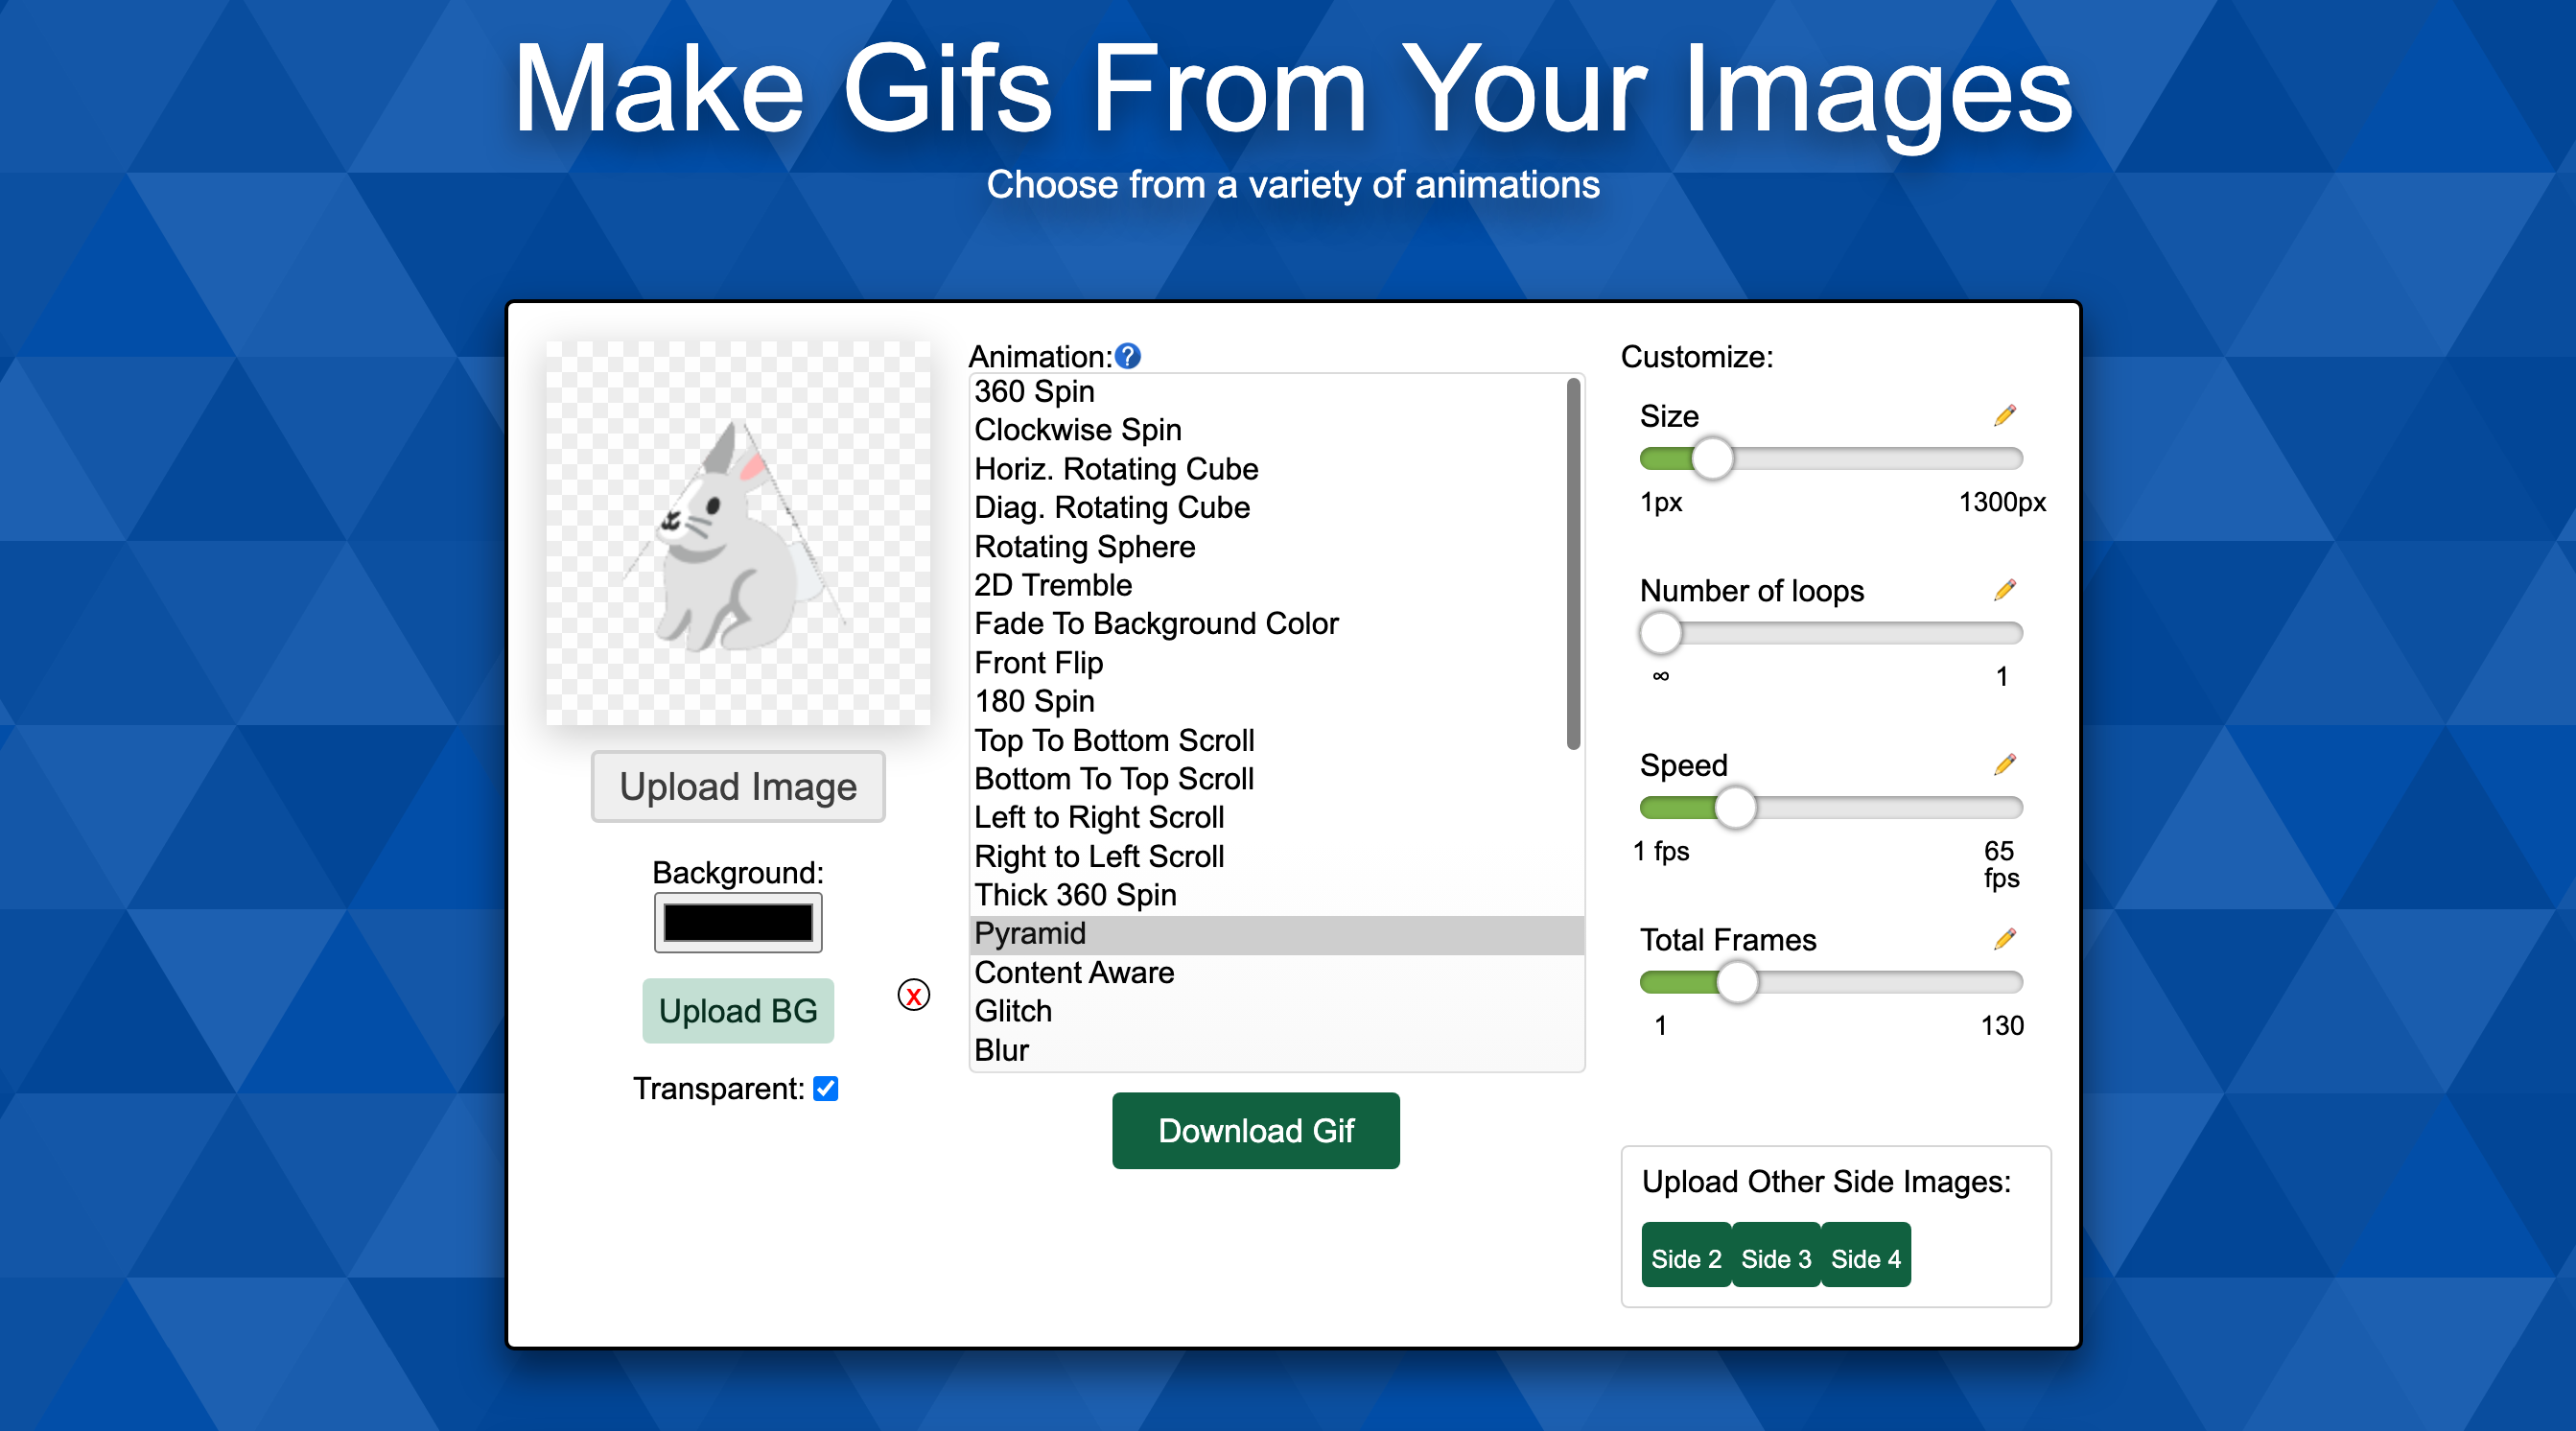 Make Gifs From Your Images
Choose from a variety of animations
Upload Image
Background:
Upload BG
x
Transparent:
Animation:?
360 Spin
Clockwise Spin
Horiz. Rotating Cube
Diag. Rotating Cube
Rotating Sphere
2D Tremble
Fade To Background Color
Front Flip
180 Spin
Top To Bottom Scroll
Bottom To Top Scroll
Left to Right Scroll
Right to Left Scroll
Thick 360 Spin
Pyramid
Content Aware
Glitch
Blur
Download Gif
Customize:
Size
1px 1300px
Number of loops
∞ 1
Speed
1 fps 65
fps
Total Frames
1 130
Upload Other Side Images:
Side 2 Side 3 Side 4